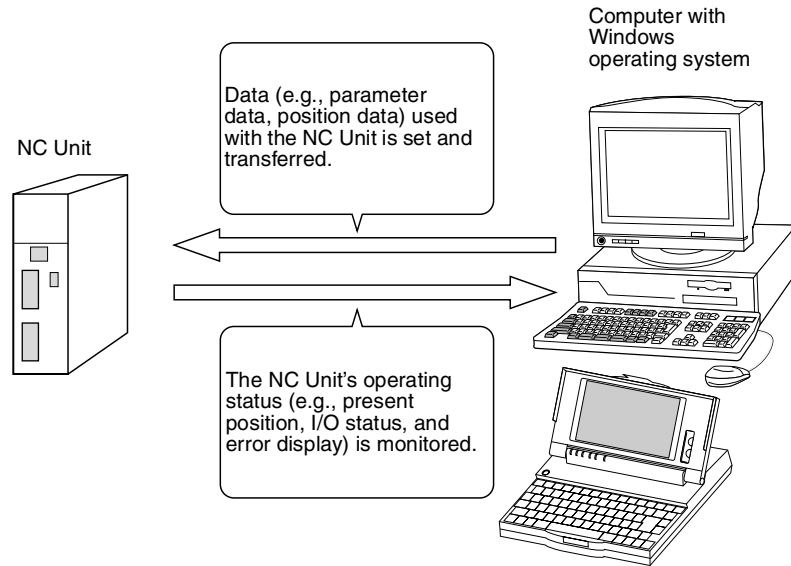 Computer with
Windows
operating system
Data (e.g., parameter
data, position data) used
with the NC Unit is set and
transferred.
NC Unit
The NC Unit's operating
status (e.g., present
position, I/O status, and
error display) is monitored.